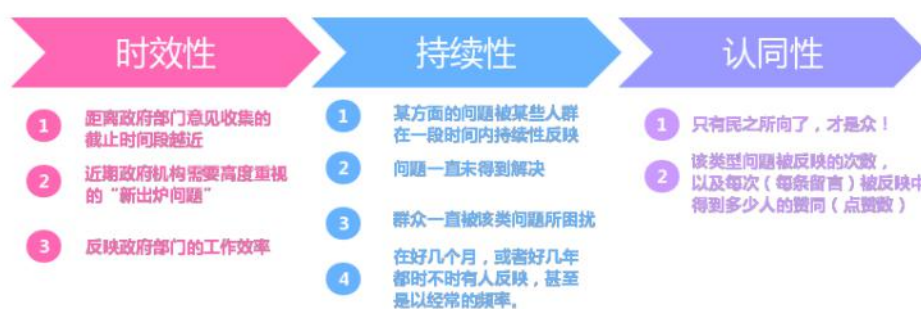 时效性
1
距离政府部门意见收集的
截止时间段越近
2
近期政府机构需要高度重视
的“新出炉问题”
3
反映政府部门的工作效率
持续性
1
某方面的问题被某些人群
在一段时间内持续性反映
2
问题一直未得到解决
3
群众一直被该类问题所困扰
4
在好几个月，或者好几年
都时不时有人反映，甚至
是以经常的频率。
认同性
1
只有民之所向了，才是众！
2
该类型问题被反映的次数，
以及每次（每条留言）被反映中
得到多少人的赞同（点赞数）